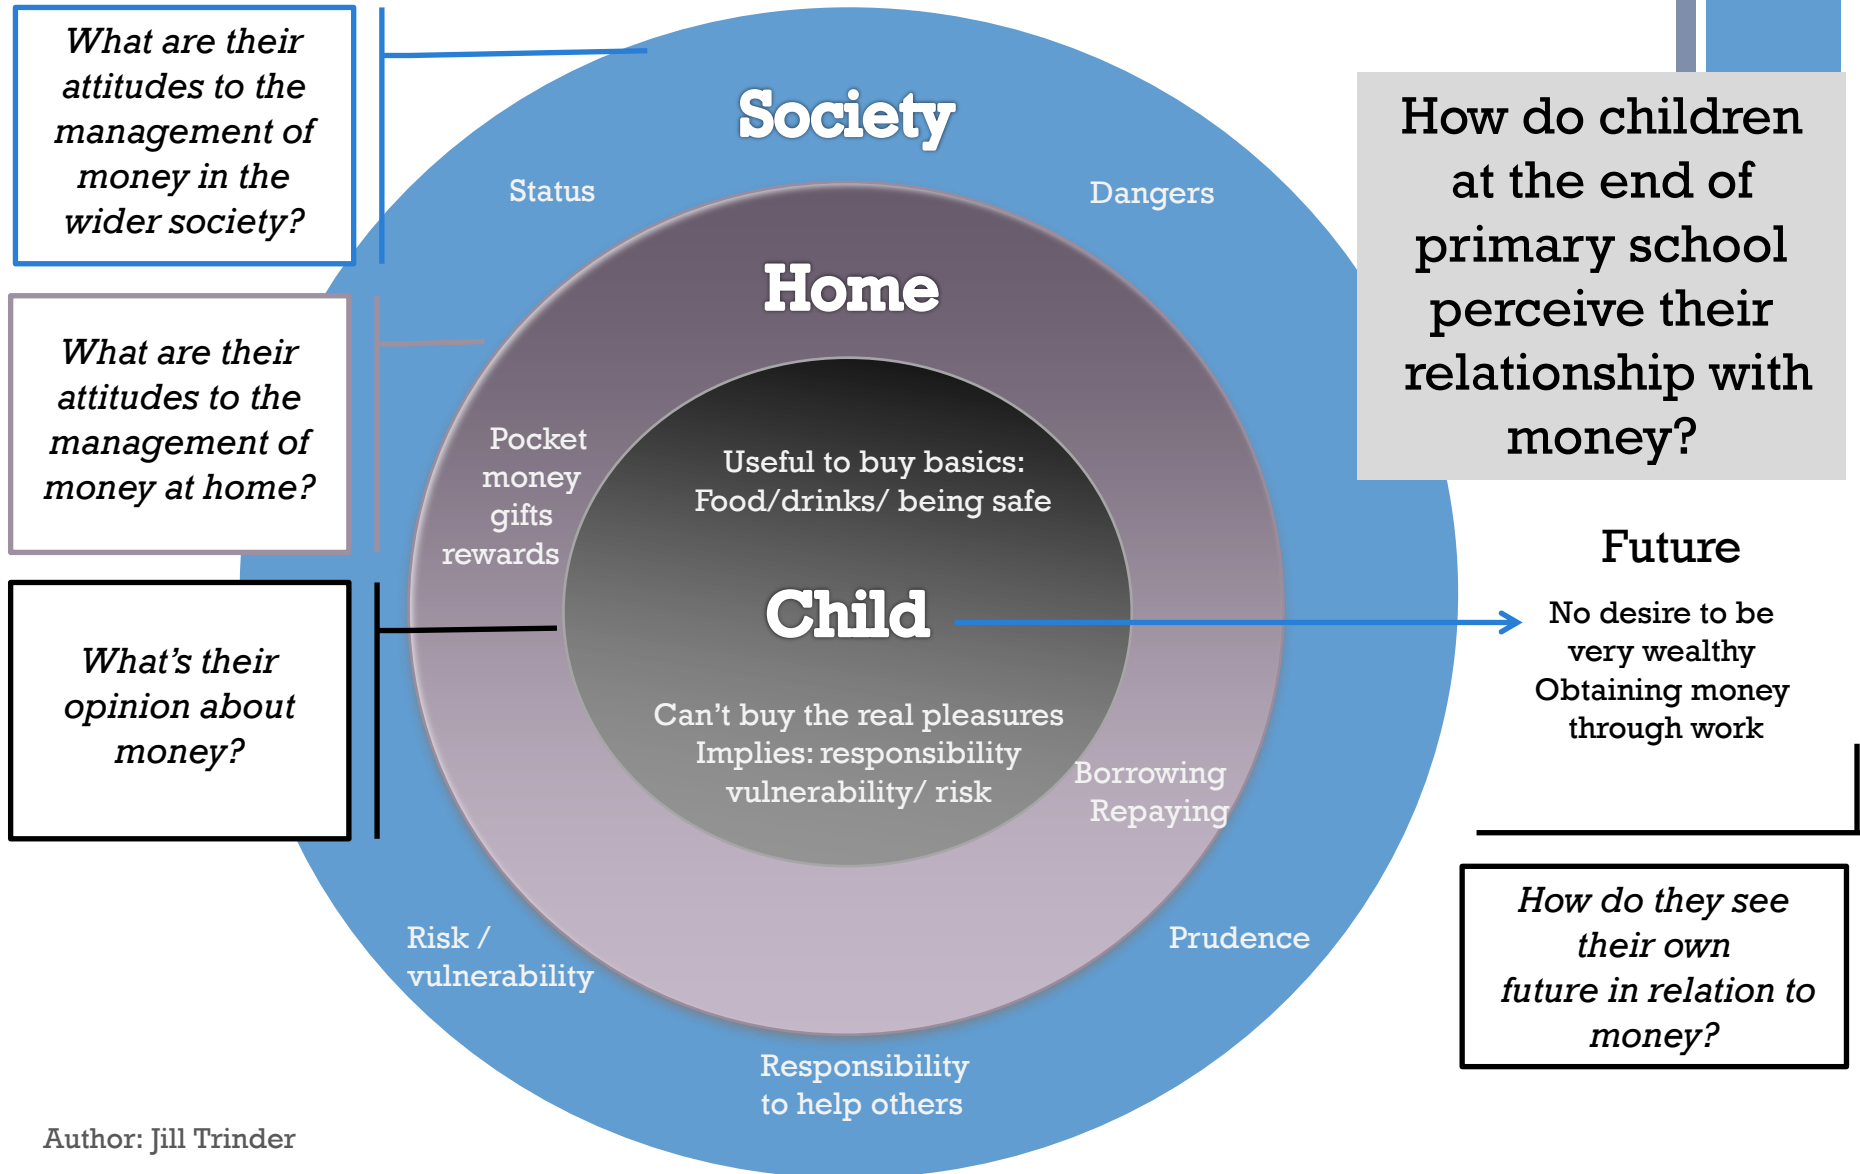 What are their
attitudes to the
management of
money in the
wider society?
What are their
attitudes to the
management of
money at home?
What's their
opinion about
money?
Society
Status
Dangers
Home
Pocket
money
gifts
rewards
Useful to buy basics:
Food/drinks/ being safe
Child
Can't buy the real pleasures
Implies: responsibility
vulnerability/ risk
Borrowing
Repaying
Risk /
vulnerability
Prudence
Responsibility
to help others
How do children
at the end of
primary school
perceive their
relationship with
money?
Future
No desire to be
very wealthy
Obtaining money
through work
How do they see
their own
future in relation to
money?
Author: Jill Trinder